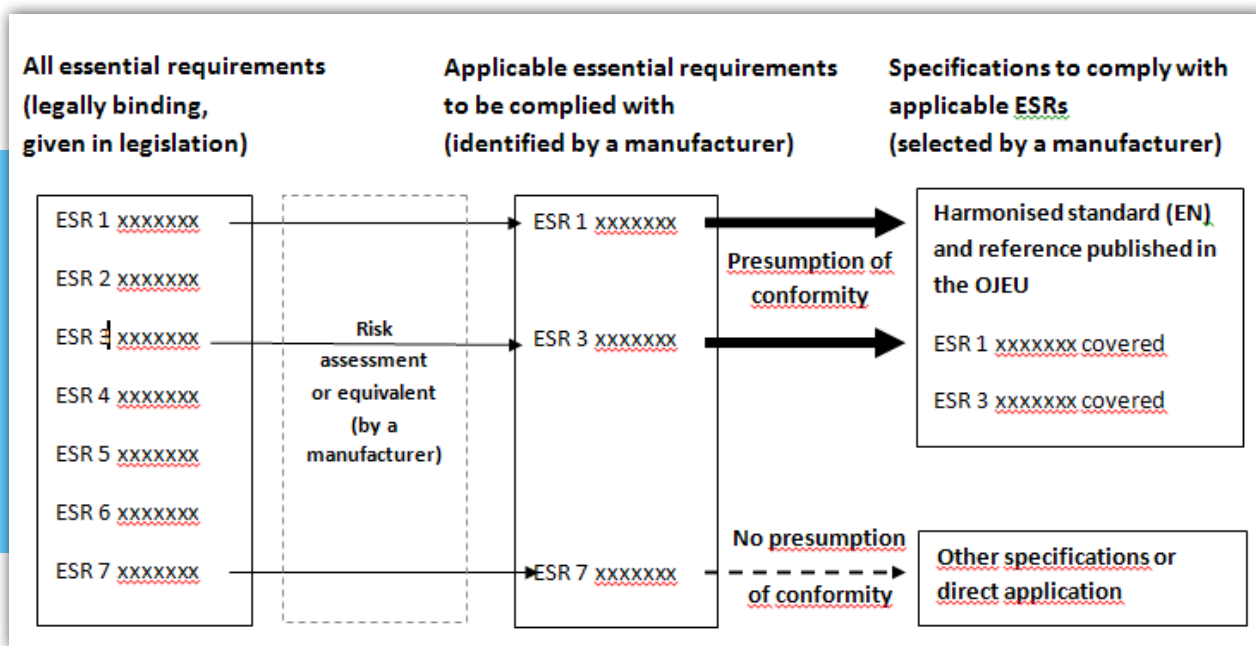 All essential requirements
(legally binding,
given in legislation)
Applicable essential requirements
to be complied with
(identified by a manufacturer)
Specifications to comply with
applicable ESRs
(selected by a manufacturer)
ESR 1 xxxxxxx
ESR 2 xxxxxxx
ESR 3 xxxxxxx
ESR 4 xxxxxxx
ESR 5 xxxxxxx
ESR 6 xxxxxxx
ESR 7 xxxxxxx
Risk
assessment
or equivalent
(by a
manufacturer)
ESR 1 xxxxxxx
ESR 3 xxxxxxx
ESR 7 xxxxxxx
Presumption of
conformity
No presumption
of conformity
Harmonised standard (EN)
and reference published in
the OJEU
ESR 1 xxxxxxx covered
ESR 3 xxxxxxx covered
Other specifications or
direct application